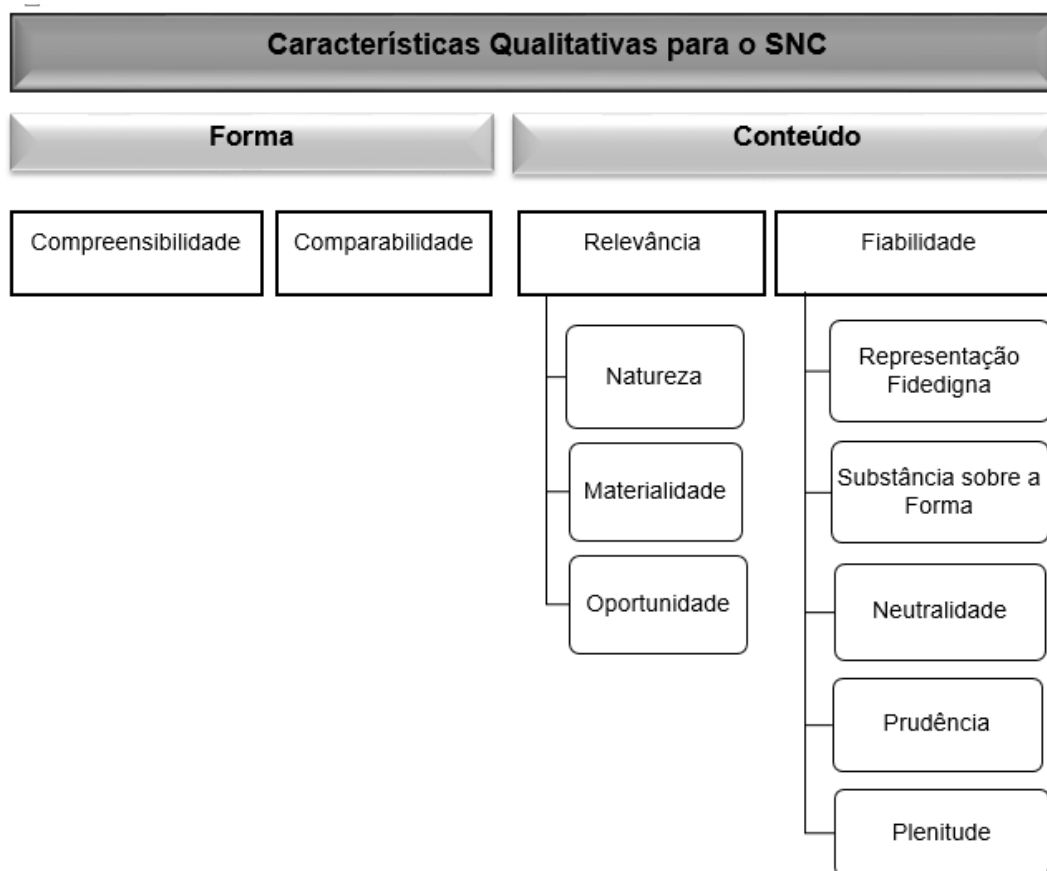 Características Qualitativas para o SNC
Forma
Conteúdo
Compreensibilidade
Comparabilidade
Relevância
Fiabilidade
Natureza
Materialidade
Oportunidade
Representação
Fidedigna
Substância sobre a
Forma
Neutralidade
Prudência
Plenitude